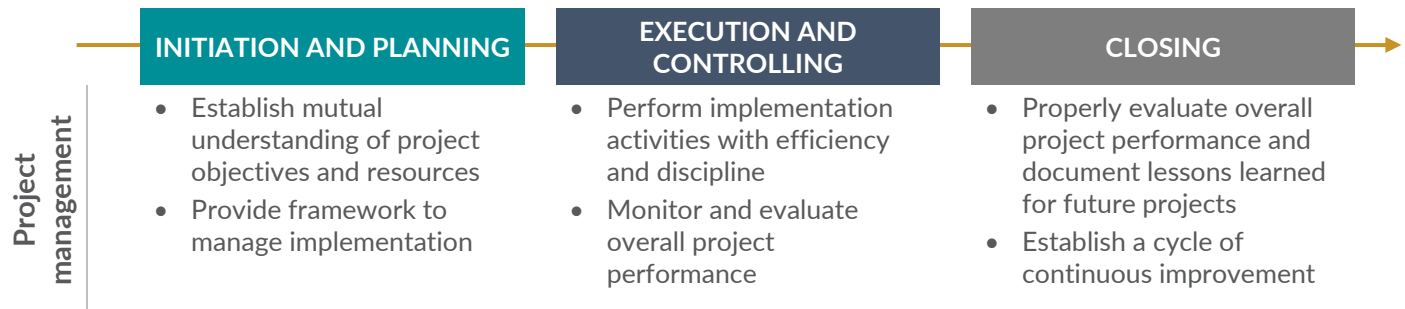 INITIATION AND PLANNING
EXECUTION AND
CONTROLLING
CLOSING
Project
management
• Establish mutual
understanding of project
objectives and resources
• Provide framework to
manage implementation
• Perform implementation
activities with efficiency
and discipline
• Monitor and evaluate
overall project
performance
• Properly evaluate overall
project performance and
document lessons learned
for future projects
• Establish a cycle of
continuous improvement